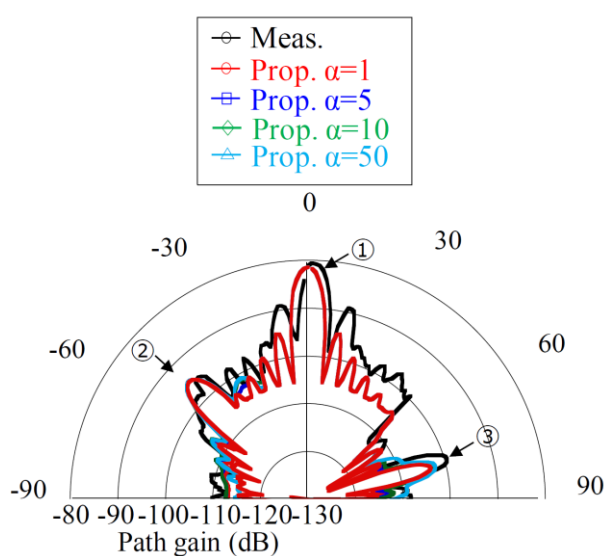 Meas.
Prop. α=1
Prop. α=5
Prop. α=10
Prop. α=50
0
-30
30
①
-60
60
②
③
-90
90
-80 -90 -100 -110 -120 -130
Path gain (dB)